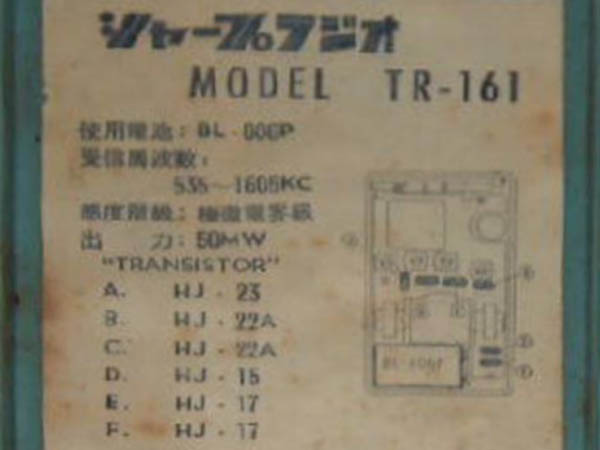 シャープラジオ
MODEL TR-161
使用電池: BL-006P
受信周波数:
535~1605KC
感度階級: 極微電界級
出力: 50MW
"TRANSISTOR"
A. HJ-23
B. HJ-22A
C. HJ-22A
D. HJ-15
E. HJ-17
F. HJ-17